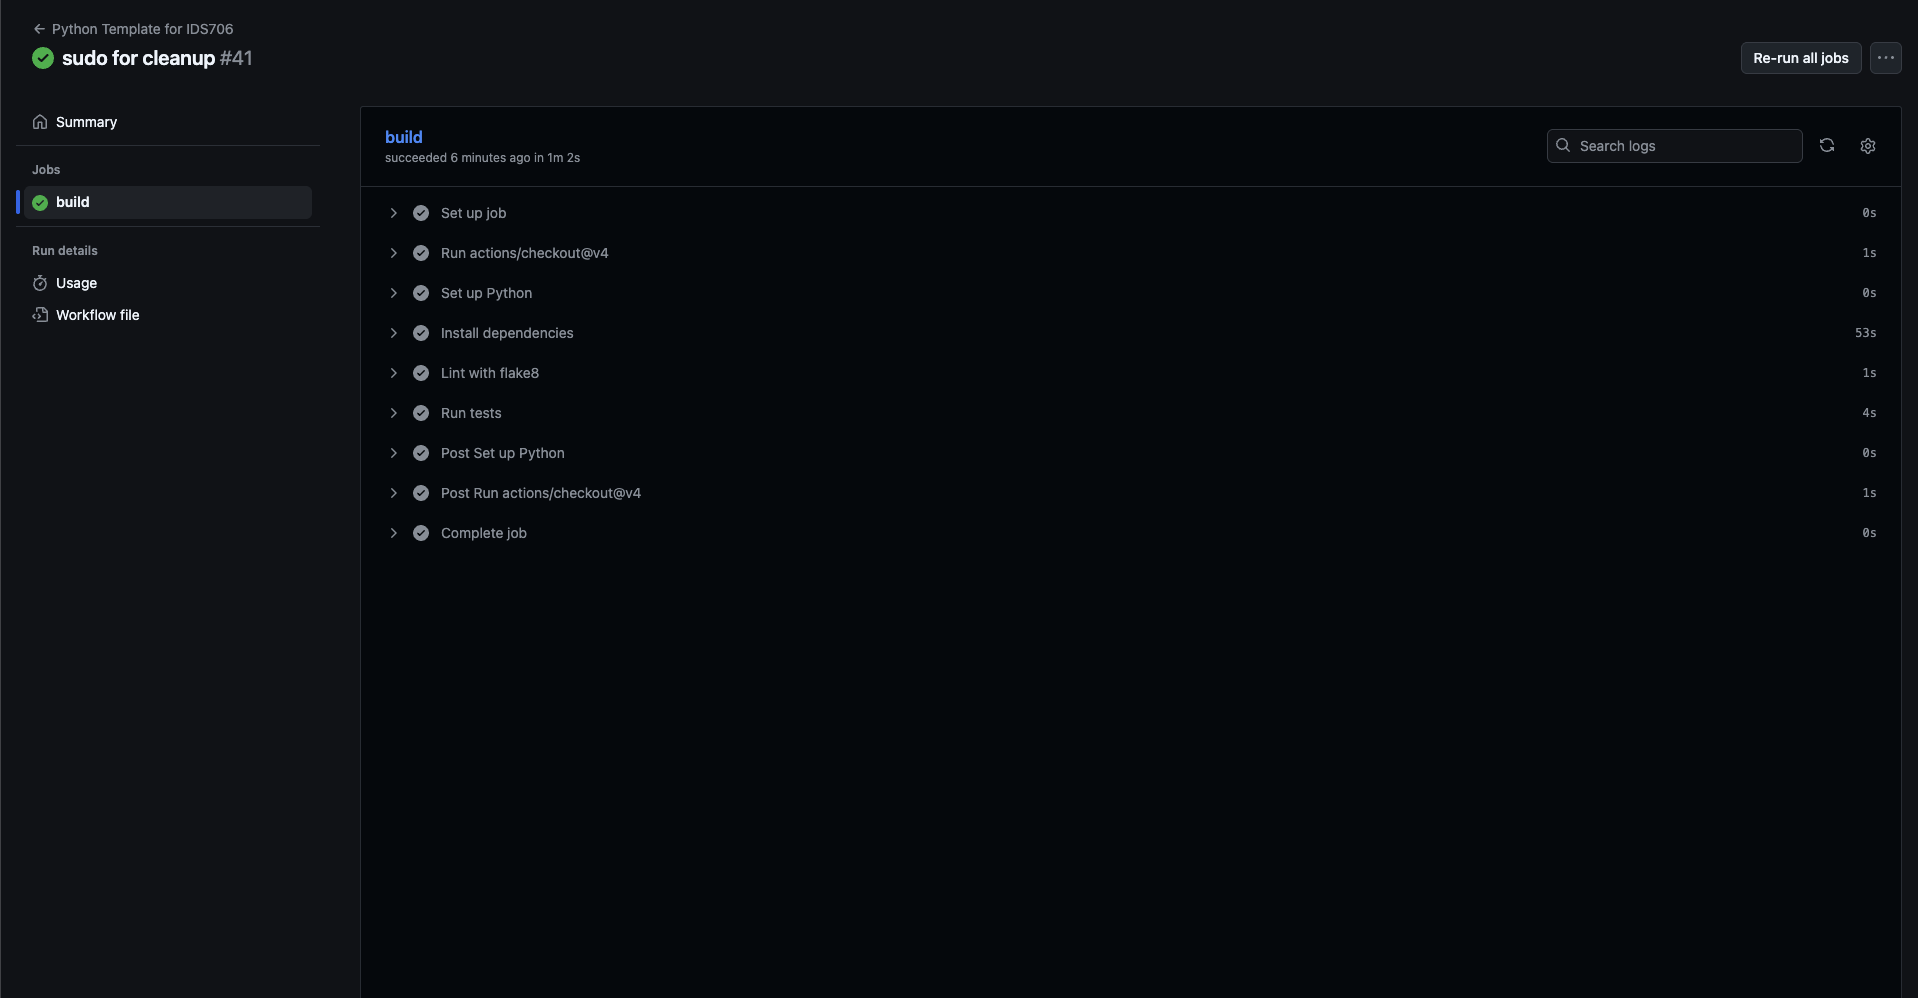 Python Template for IDS706
sudo for cleanup #41
Re-run all jobs
Summary
Jobs
build
Run details
Usage
Workflow file
build
succeeded 6 minutes ago in 1m 2s
Search logs
Set up job 0s
Run actions/checkout@v4 1s
Set up Python 0s
Install dependencies 53s
Lint with flake8 1s
Run tests 4s
Post Set up Python 0s
Post Run actions/checkout@v4 1s
Complete job 0s